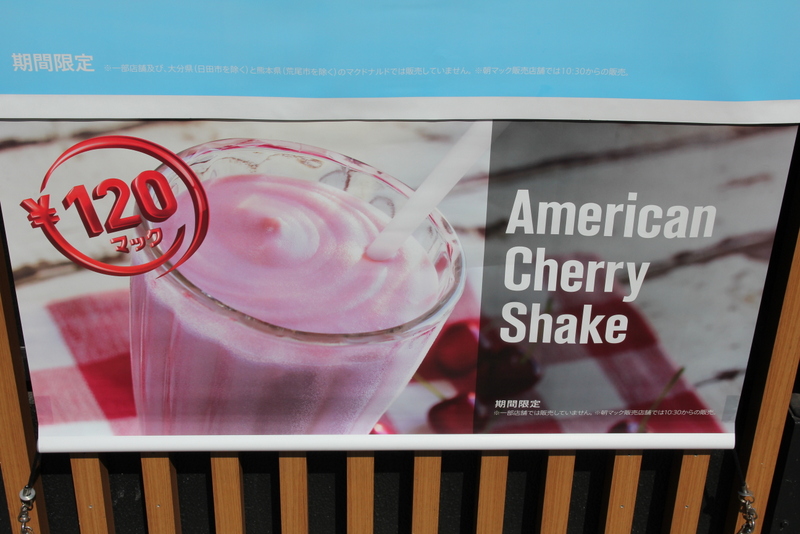 期間限定 ※一部店舗及び、大分県(日田市を除く)と熊本県(荒尾市を除く)のマクドナルドでは販売していません。※朝マック販売店舗では10:30からの販売。
¥120
マック
American
Cherry
Shake
期間限定
※一部店舗では販売していません。※朝マック販売店舗では10:30からの販売。